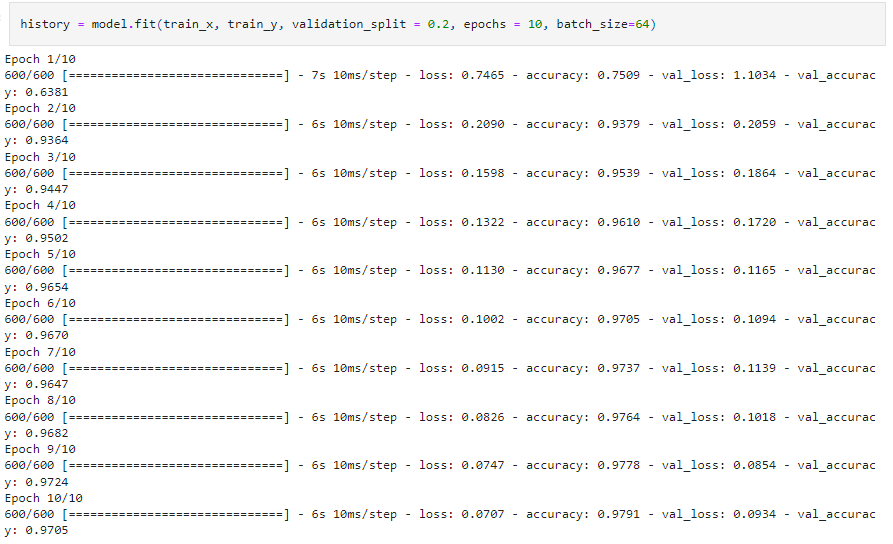 history = model.fit(train_x, train_y, validation_split = 0.2, epochs = 10, batch_size=64)
Epoch 1/10
600/600 [==============================] - 7s 10ms/step - loss: 0.7465 - accuracy: 0.7509 - val_loss: 1.1034 - val_accurac
y: 0.6381
Epoch 2/10
600/600 [==============================] - 6s 10ms/step - loss: 0.2090 - accuracy: 0.9379 - val_loss: 0.2059 - val_accurac
y: 0.9364
Epoch 3/10
600/600 [==============================] - 6s 10ms/step - loss: 0.1598 - accuracy: 0.9539 - val_loss: 0.1864 - val_accurac
y: 0.9447
Epoch 4/10
600/600 [==============================] - 6s 10ms/step - loss: 0.1322 - accuracy: 0.9610 - val_loss: 0.1720 - val_accurac
y: 0.9502
Epoch 5/10
600/600 [==============================] - 6s 10ms/step - loss: 0.1130 - accuracy: 0.9677 - val_loss: 0.1165 - val_accurac
y: 0.9654
Epoch 6/10
600/600 [==============================] - 6s 10ms/step - loss: 0.1002 - accuracy: 0.9705 - val_loss: 0.1094 - val_accurac
y: 0.9670
Epoch 7/10
600/600 [==============================] - 6s 10ms/step - loss: 0.0915 - accuracy: 0.9737 - val_loss: 0.1139 - val_accurac
y: 0.9647
Epoch 8/10
600/600 [==============================] - 6s 10ms/step - loss: 0.0826 - accuracy: 0.9764 - val_loss: 0.1018 - val_accurac
y: 0.9682
Epoch 9/10
600/600 [==============================] - 6s 10ms/step - loss: 0.0747 - accuracy: 0.9778 - val_loss: 0.0854 - val_accurac
y: 0.9724
Epoch 10/10
600/600 [==============================] - 6s 10ms/step - loss: 0.0707 - accuracy: 0.9791 - val_loss: 0.0934 - val_accurac
y: 0.9705